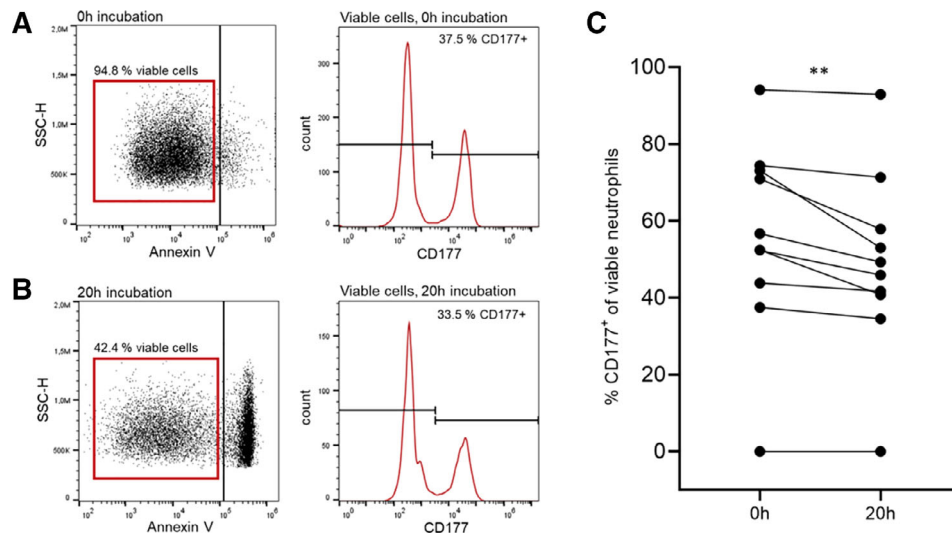 A
0h incubation
2,0M
1,5M
1,0M
500K
0
94.8 % viable cells
SSC-H
10^2 10^3 10^4 10^5 10^6
Annexin V
Viable cells, 0h incubation
37.5 % CD177+
300
200
100
0
count
10^0 10^2 10^4 10^6
CD177
B
20h incubation
2,0M
1,5M
1,0M
500K
0
42.4 % viable cells
SSC-H
10^2 10^3 10^4 10^5 10^6
Annexin V
Viable cells, 20h incubation
33.5 % CD177+
150
100
50
0
count
10^0 10^2 10^4 10^6
CD177
C
**
100
80
60
40
20
0
% CD177+ of viable neutrophils
0h 20h